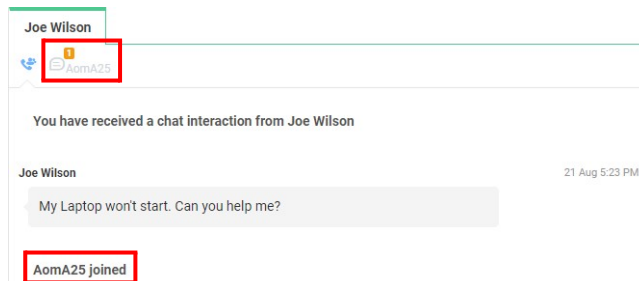 Joe Wilson
1
AomA25
You have received a chat interaction from Joe Wilson
Joe Wilson
21 Aug 5:23 PM
My Laptop won't start. Can you help me?
AomA25 joined